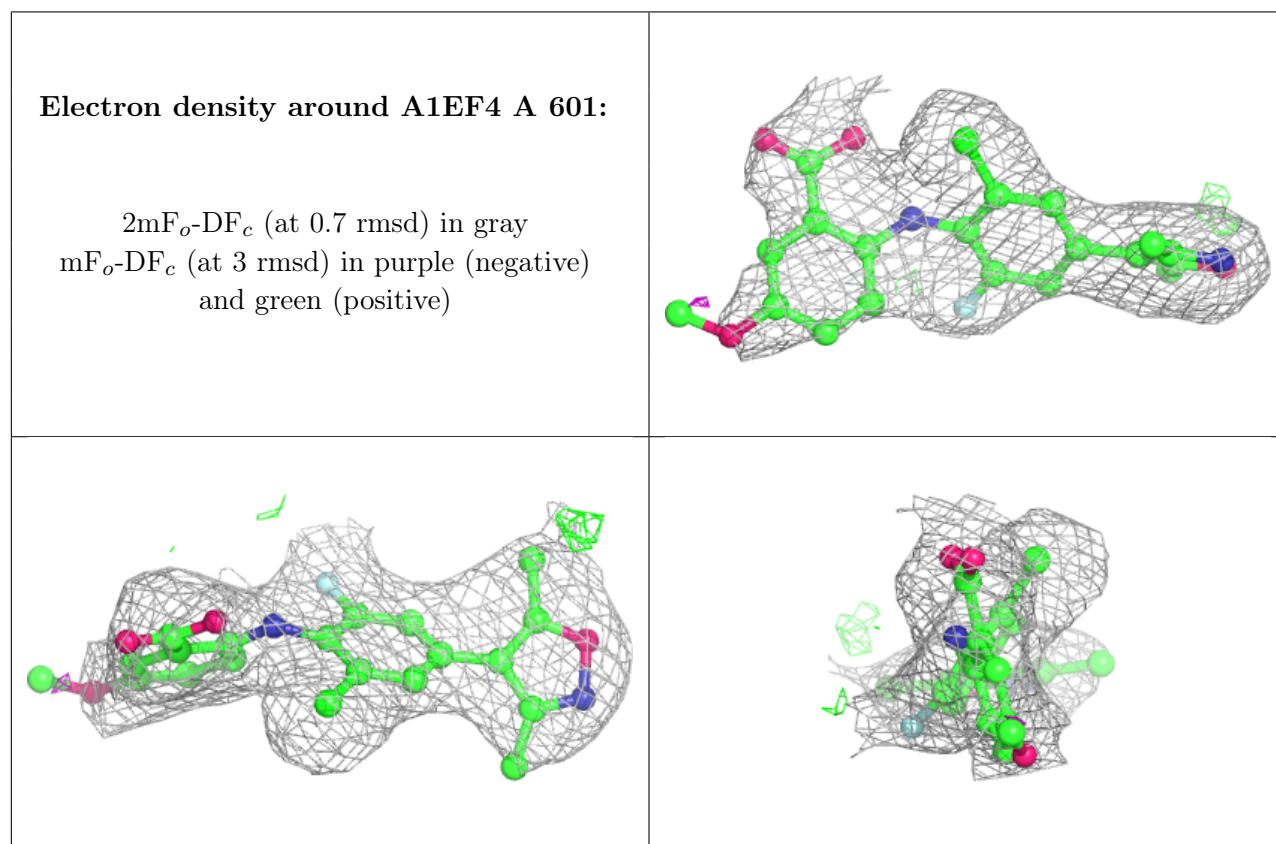 Electron density around A1EF4 A 601:
2mFₒ-DF𝒸 (at 0.7 rmsd) in gray
mFₒ-DF𝒸 (at 3 rmsd) in purple (negative)
and green (positive)